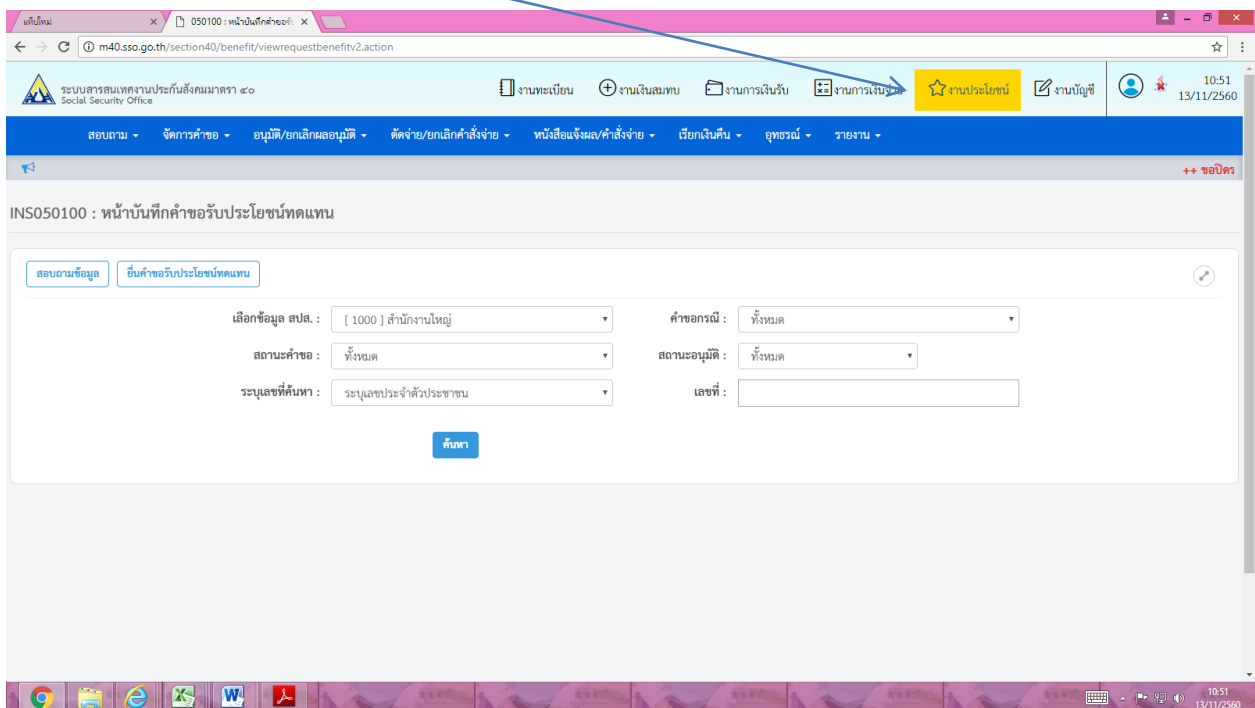 แท็บใหม่
050100 : หน้าบันทึกคำขอรับ
m40.sso.go.th/section40/benefit/viewrequestbenefitv2.action
ระบบสารสนเทศงานประกันสังคมมาตรา ๔๐
Social Security Office
งานทะเบียน งานเงินสมทบ งานการเงินรับ งานการเงินจ่าย งานประโยชน์ งานบัญชี
10:51
13/11/2560
สอบถาม จัดการคำขอ อนุมัติ/ยกเลิกผลอนุมัติ ตัดจ่าย/ยกเลิกคำสั่งจ่าย หนังสือแจ้งผล/คำสั่งจ่าย เรียกเงินคืน อุทธรณ์ รายงาน
++ ขอปิดร
INS050100 : หน้าบันทึกคำขอรับประโยชน์ทดแทน
สอบถามข้อมูล ยื่นคำขอรับประโยชน์ทดแทน
เลือกข้อมูล สปส. : [ 1000 ] สำนักงานใหญ่ คำขอกรณี : ทั้งหมด
สถานะคำขอ : ทั้งหมด สถานะอนุมัติ : ทั้งหมด
ระบุเลขที่ค้นหา : ระบุเลขประจำตัวประชาชน เลขที่ :
ค้นหา
10:51
13/11/2560